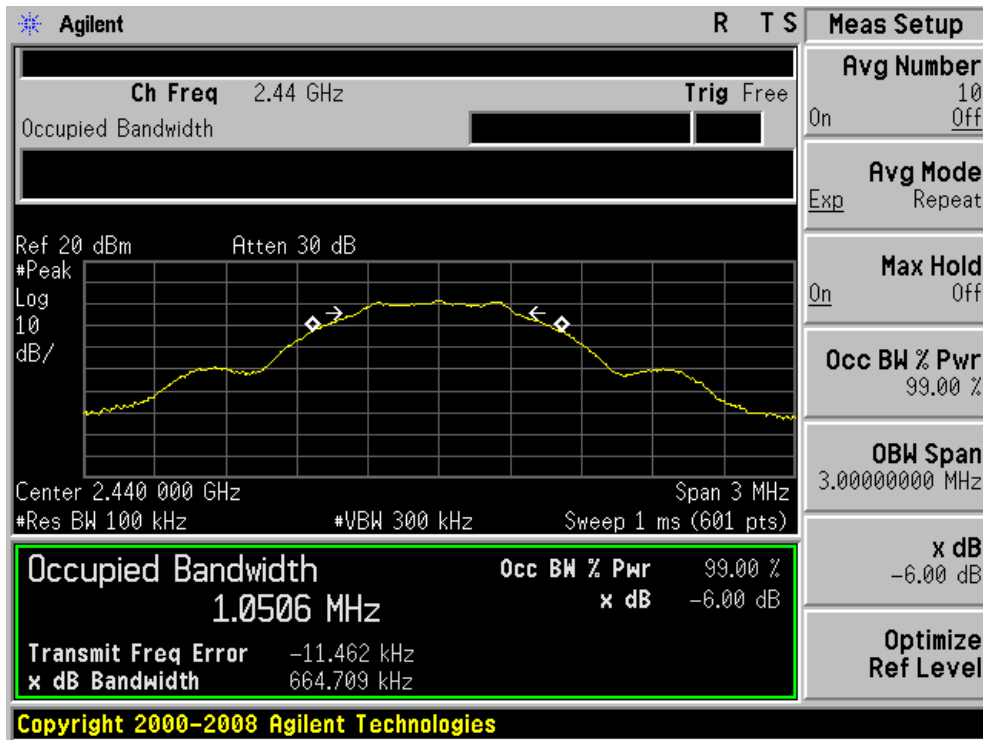 Agilent R T S
Ch Freq 2.44 GHz Trig Free
Occupied Bandwidth
Ref 20 dBm Atten 30 dB
#Peak
Log
10
dB/
Center 2.440 000 GHz Span 3 MHz
#Res BW 100 kHz #VBW 300 kHz Sweep 1 ms (601 pts)
Occupied Bandwidth Occ BW % Pwr 99.00 %
1.0506 MHz x dB -6.00 dB
Transmit Freq Error -11.462 kHz
x dB Bandwidth 664.709 kHz
Copyright 2000-2008 Agilent Technologies
Meas Setup
Avg Number
10
On Off
Avg Mode
Exp Repeat
Max Hold
On Off
Occ BW % Pwr
99.00 %
OBW Span
3.00000000 MHz
x dB
-6.00 dB
Optimize
Ref Level